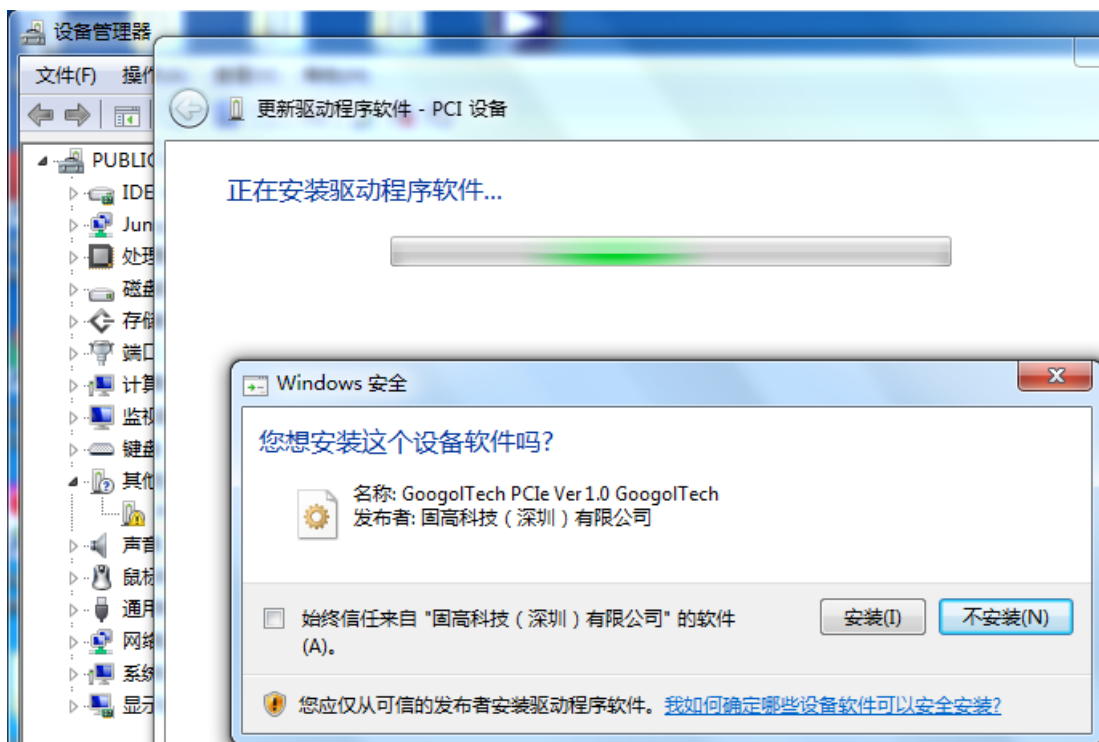 设备管理器
文件(F) 操作
更新驱动程序软件 - PCI 设备
PUBLIC
IDE
Jun
处理
磁盘
存储
端口
计算
监视
键盘
其他
声音
鼠标
通用
网络
系统
显示
正在安装驱动程序软件...
Windows 安全
您想安装这个设备软件吗?
名称: GoogolTech PCIe Ver1.0 GoogolTech
发布者: 固高科技（深圳）有限公司
始终信任来自 "固高科技（深圳）有限公司" 的软件
(A)。
安装(I)
不安装(N)
您应仅从可信的发布者安装驱动程序软件。我如何确定哪些设备软件可以安全安装?